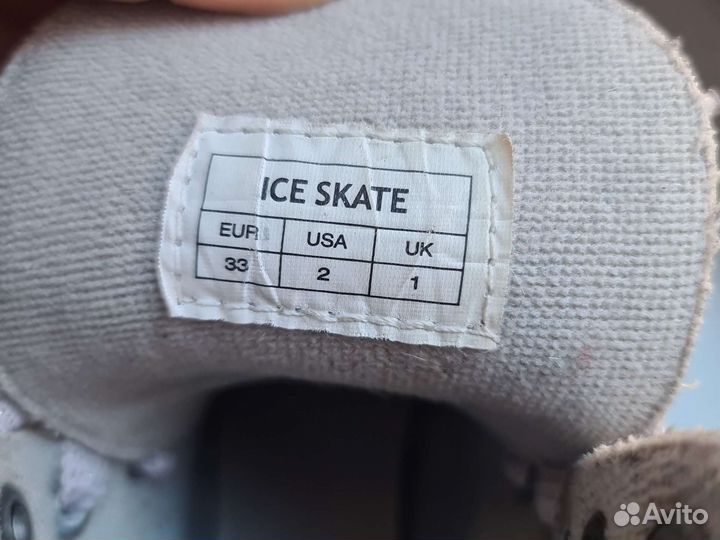 ICE SKATE
EUR USA UK
33 2 1
Avito